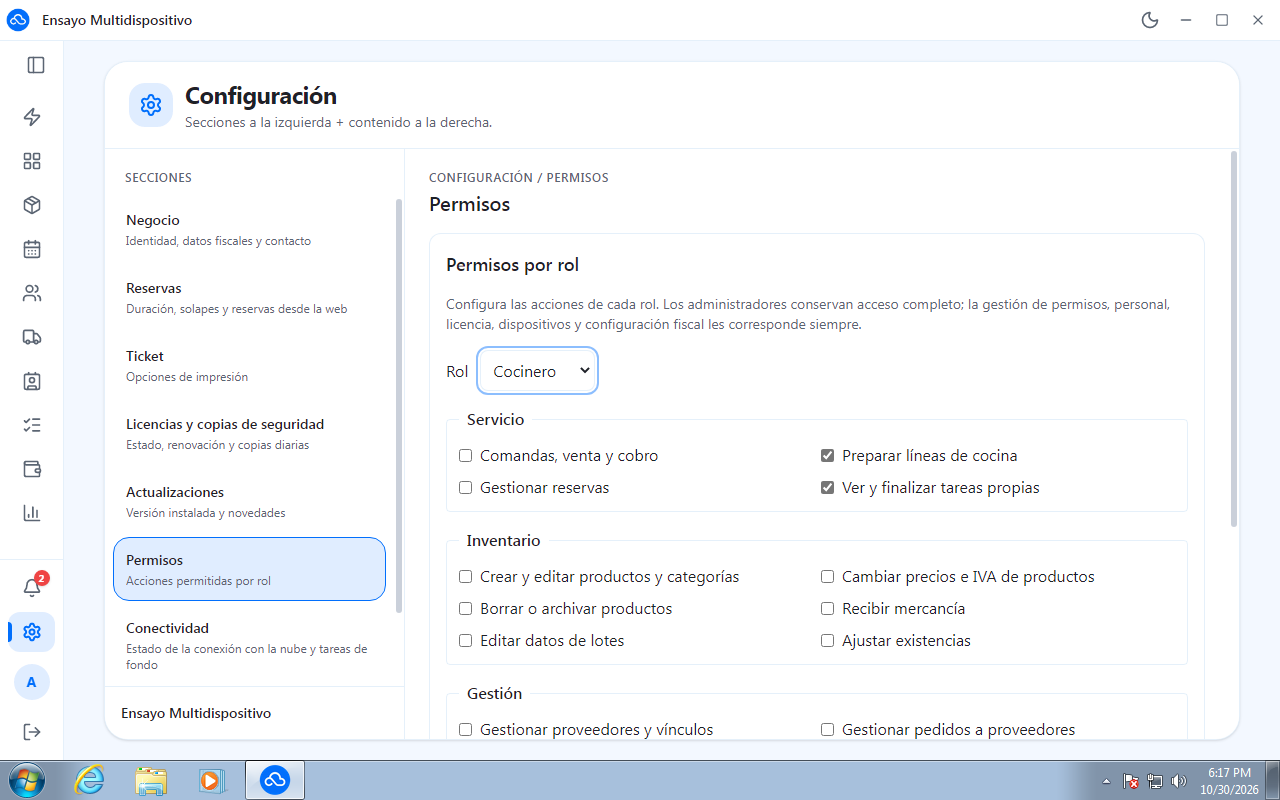 Ensayo Multidispositivo
Configuración
Secciones a la izquierda + contenido a la derecha.
SECCIONES
Negocio
Identidad, datos fiscales y contacto
Reservas
Duración, solapes y reservas desde la web
Ticket
Opciones de impresión
Licencias y copias de seguridad
Estado, renovación y copias diarias
Actualizaciones
Versión instalada y novedades
Permisos
Acciones permitidas por rol
Conectividad
Estado de la conexión con la nube y tareas de
fondo
Ensayo Multidispositivo
2
A
CONFIGURACIÓN / PERMISOS
Permisos
Permisos por rol
Configura las acciones de cada rol. Los administradores conservan acceso completo; la gestión de permisos, personal,
licencia, dispositivos y configuración fiscal les corresponde siempre.
Rol Cocinero
Servicio
Comandas, venta y cobro Preparar líneas de cocina
Gestionar reservas Ver y finalizar tareas propias
Inventario
Crear y editar productos y categorías Cambiar precios e IVA de productos
Borrar o archivar productos Recibir mercancía
Editar datos de lotes Ajustar existencias
Gestión
Gestionar proveedores y vínculos Gestionar pedidos a proveedores
6:17 PM
10/30/2026